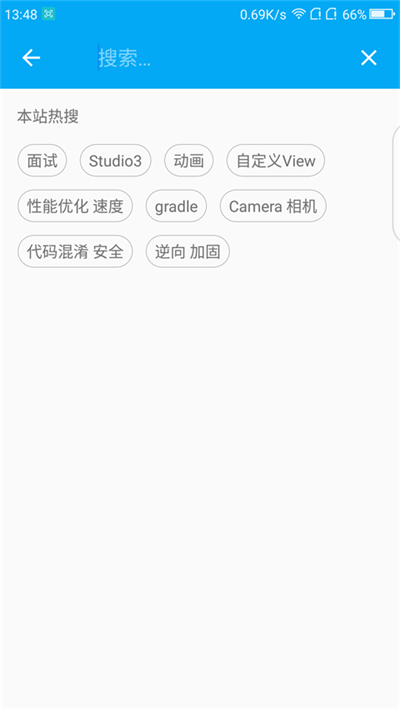 13:48 0.69K/s 66%
搜索...
本站热搜
面试 Studio3 动画 自定义View
性能优化 速度 gradle Camera 相机
代码混淆 安全 逆向 加固